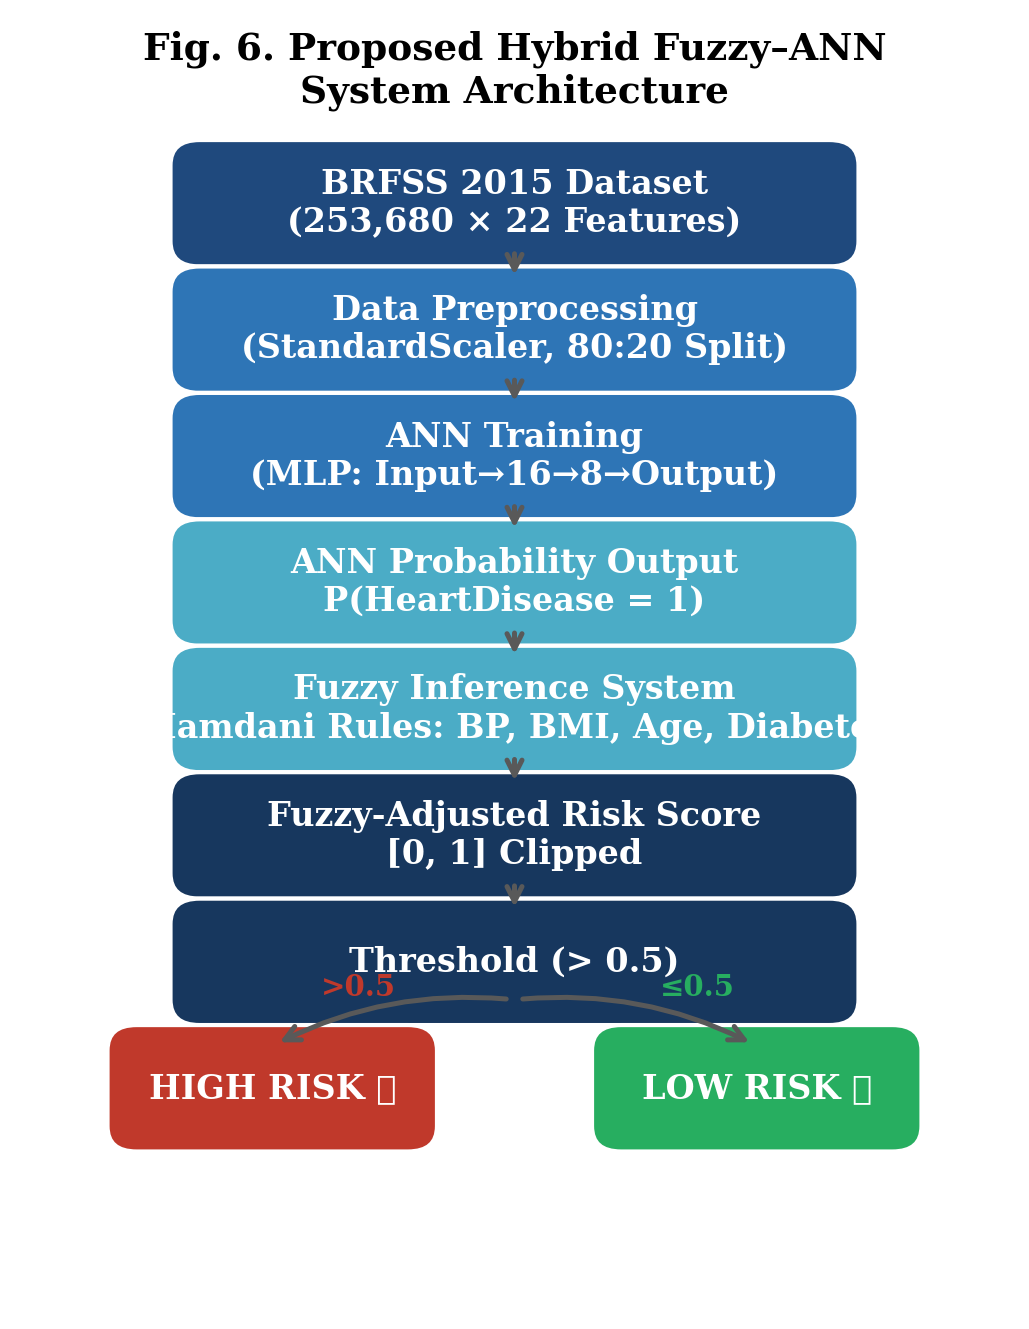 Fig. 6. Proposed Hybrid Fuzzy–ANN
System Architecture
BRFSS 2015 Dataset
(253,680 × 22 Features)
Data Preprocessing
(StandardScaler, 80:20 Split)
ANN Training
(MLP: Input→16→8→Output)
ANN Probability Output
P(HeartDisease = 1)
Fuzzy Inference System
Rules: BP, BMI, Age,
Fuzzy-Adjusted Risk Score
[0, 1] Clipped
Threshold (> 0.5)
>0.5 ≤0.5
HIGH RISK LOW RISK